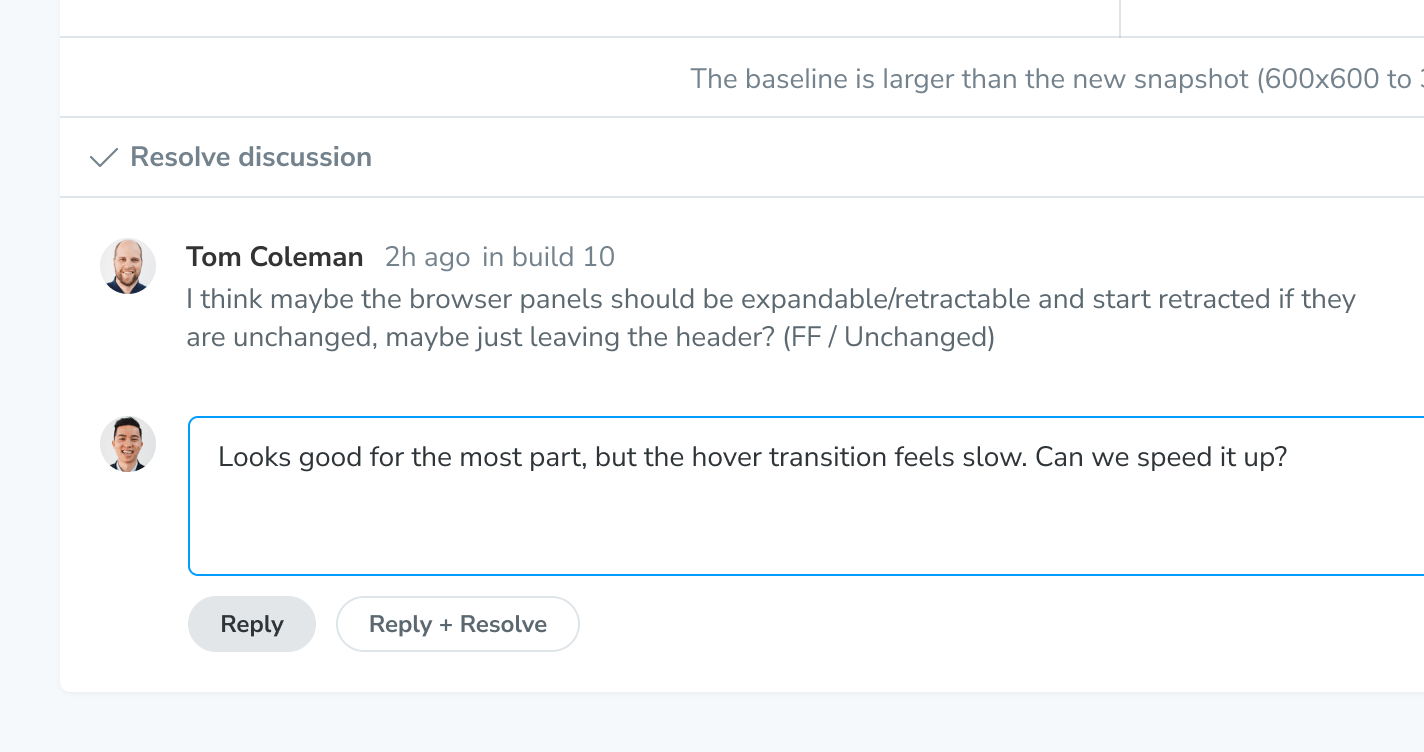 The baseline is larger than the new snapshot (600x600 to
Resolve discussion
Tom Coleman 2h ago in build 10
I think maybe the browser panels should be expandable/retractable and start retracted if they
are unchanged, maybe just leaving the header? (FF / Unchanged)
Looks good for the most part, but the hover transition feels slow. Can we speed it up?
Reply Reply + Resolve